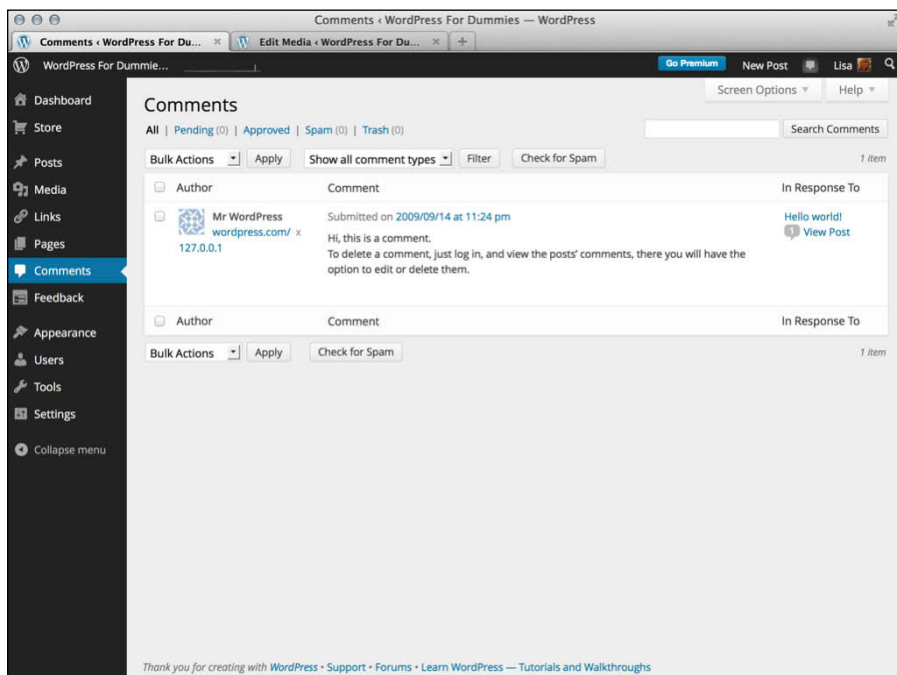 Comments ‹ WordPress For Dummies — WordPress
Comments ‹ WordPress For Du... × Edit Media ‹ WordPress For Du... × +
WordPress For Dummie... Go Premium New Post Lisa
Screen Options ▼ Help ▼
Dashboard
Store
Posts
Media
Links
Pages
Comments
Feedback
Appearance
Users
Tools
Settings
Collapse menu
Comments
All | Pending (0) | Approved | Spam (0) | Trash (0)
Search Comments
Bulk Actions Apply Show all comment types Filter Check for Spam 1 item
Author Comment In Response To
Mr WordPress
wordpress.com/ x
127.0.0.1
Submitted on 2009/09/14 at 11:24 pm
Hi, this is a comment.
To delete a comment, just log in, and view the posts' comments, there you will have the
option to edit or delete them.
Hello world!
1 View Post
Author Comment In Response To
Bulk Actions Apply Check for Spam 1 item
Thank you for creating with WordPress • Support • Forums • Learn WordPress — Tutorials and Walkthroughs